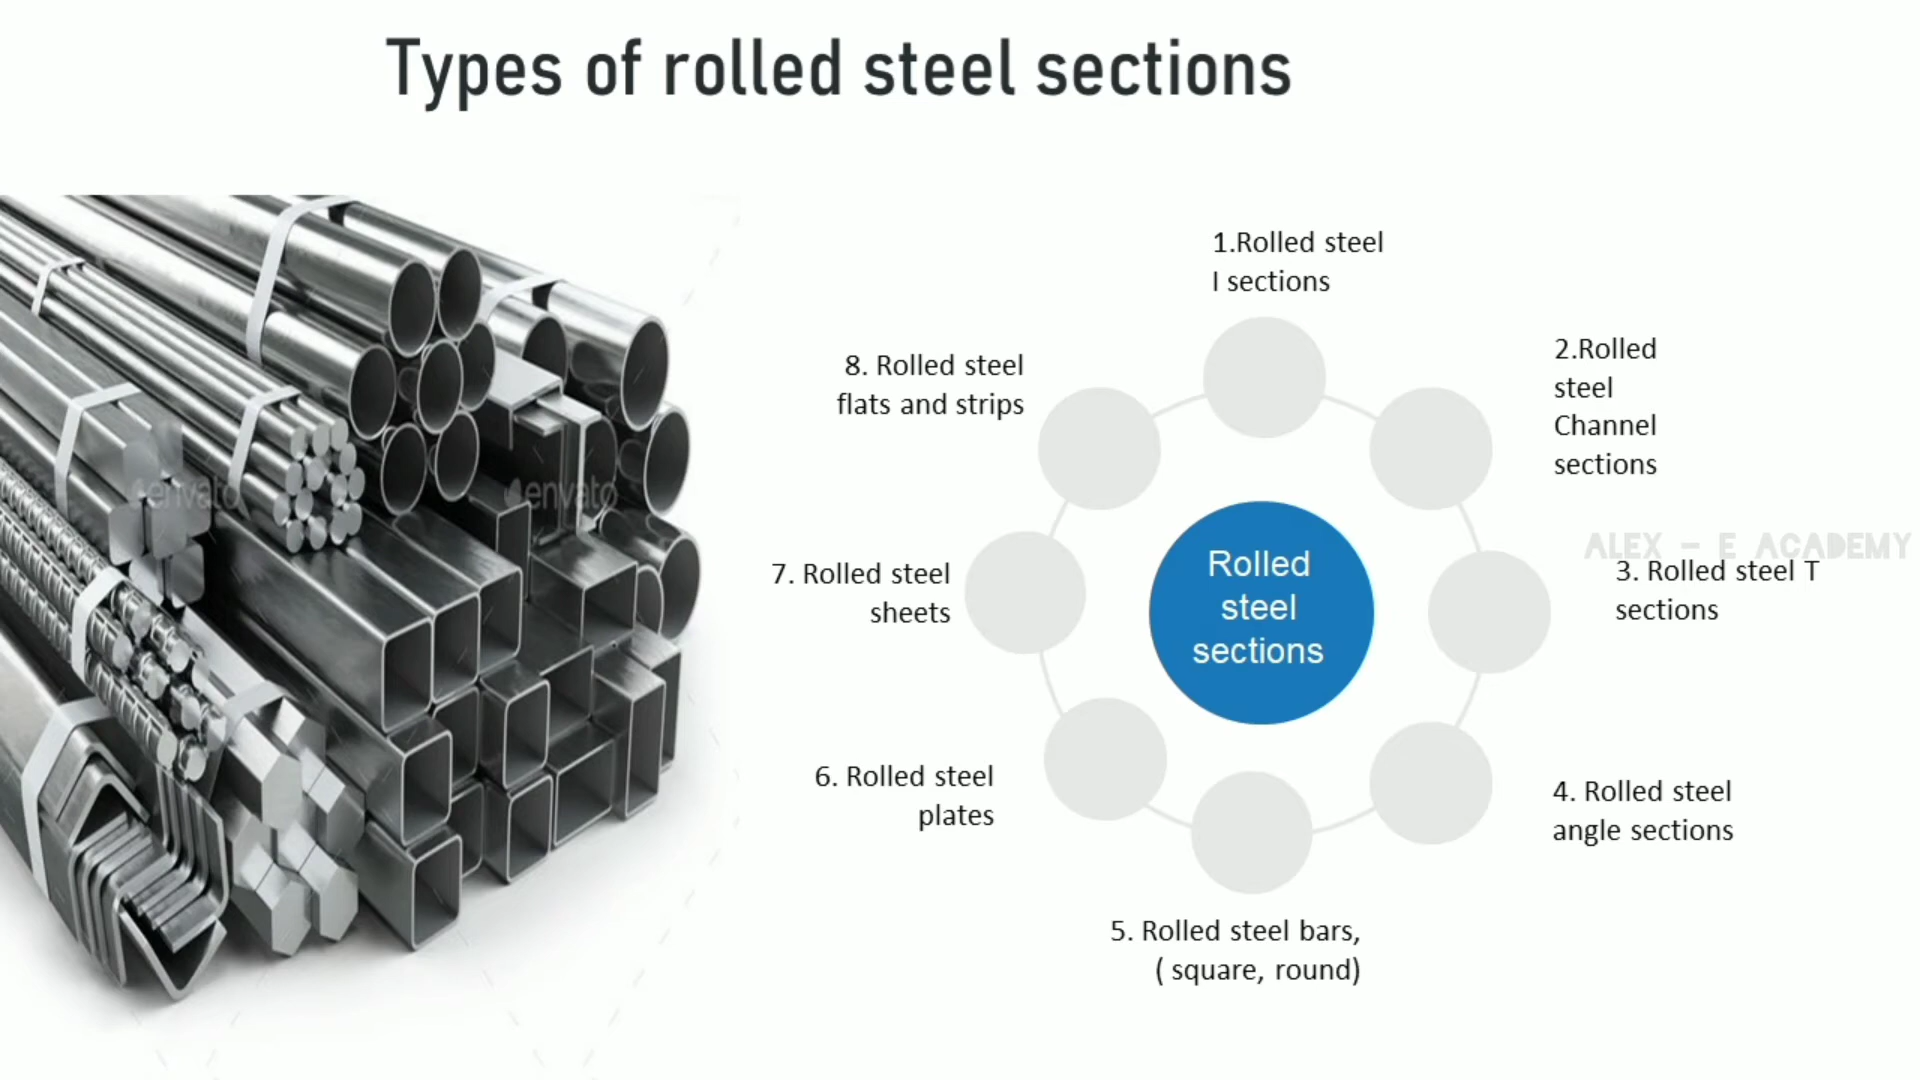 Types of rolled steel sections
1.Rolled steel
I sections
2.Rolled
steel
Channel
sections
ALEX - E ACADEMY
3. Rolled steel T
sections
4. Rolled steel
angle sections
5. Rolled steel bars,
( square, round)
6. Rolled steel
plates
7. Rolled steel
sheets
8. Rolled steel
flats and strips
Rolled
steel
sections
envato
envato